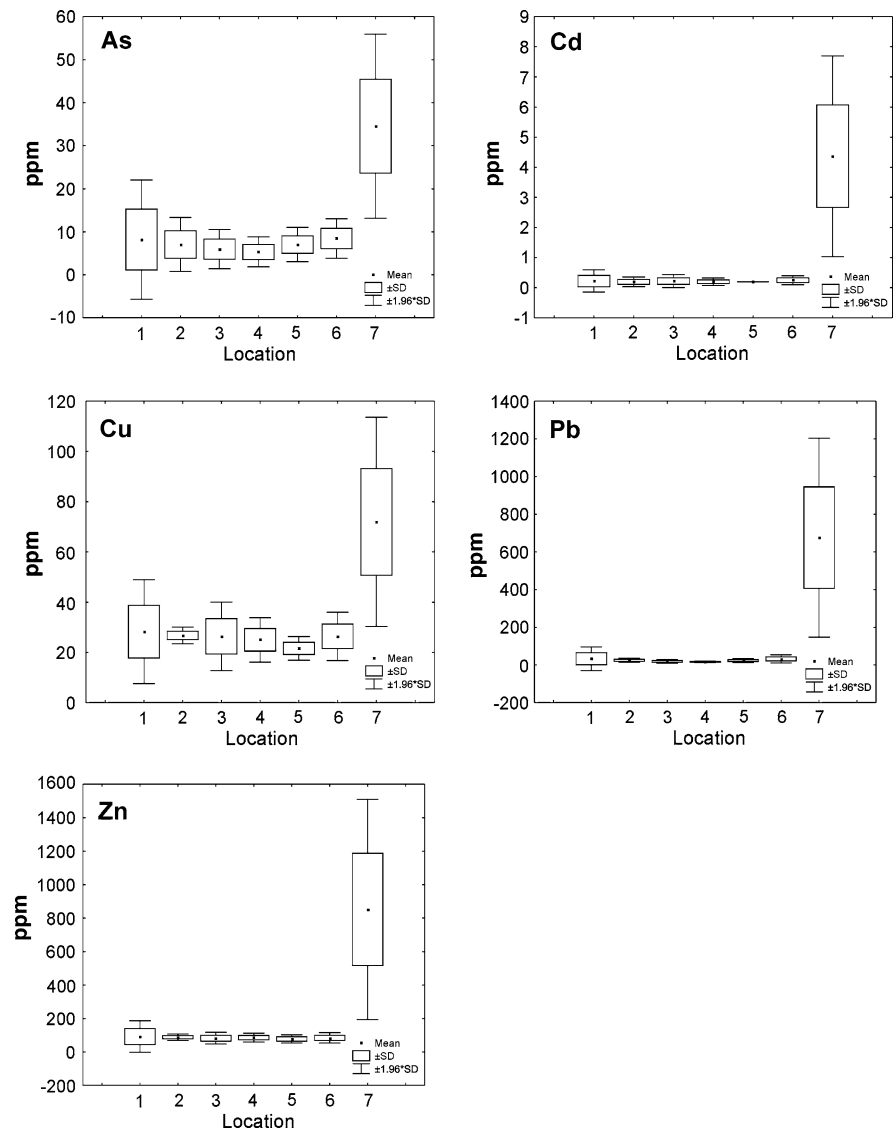 As
ppm
60
50
40
30
20
10
0
-10
1 2 3 4 5 6 7
Location
Mean
±SD
±1.96*SD
Cd
ppm
9
8
7
6
5
4
3
2
1
0
-1
1 2 3 4 5 6 7
Location
Mean
±SD
±1.96*SD
Cu
ppm
120
100
80
60
40
20
0
1 2 3 4 5 6 7
Location
Mean
±SD
±1.96*SD
Pb
ppm
1400
1200
1000
800
600
400
200
0
-200
1 2 3 4 5 6 7
Location
Mean
±SD
±1.96*SD
Zn
ppm
1600
1400
1200
1000
800
600
400
200
0
-200
1 2 3 4 5 6 7
Location
Mean
±SD
±1.96*SD